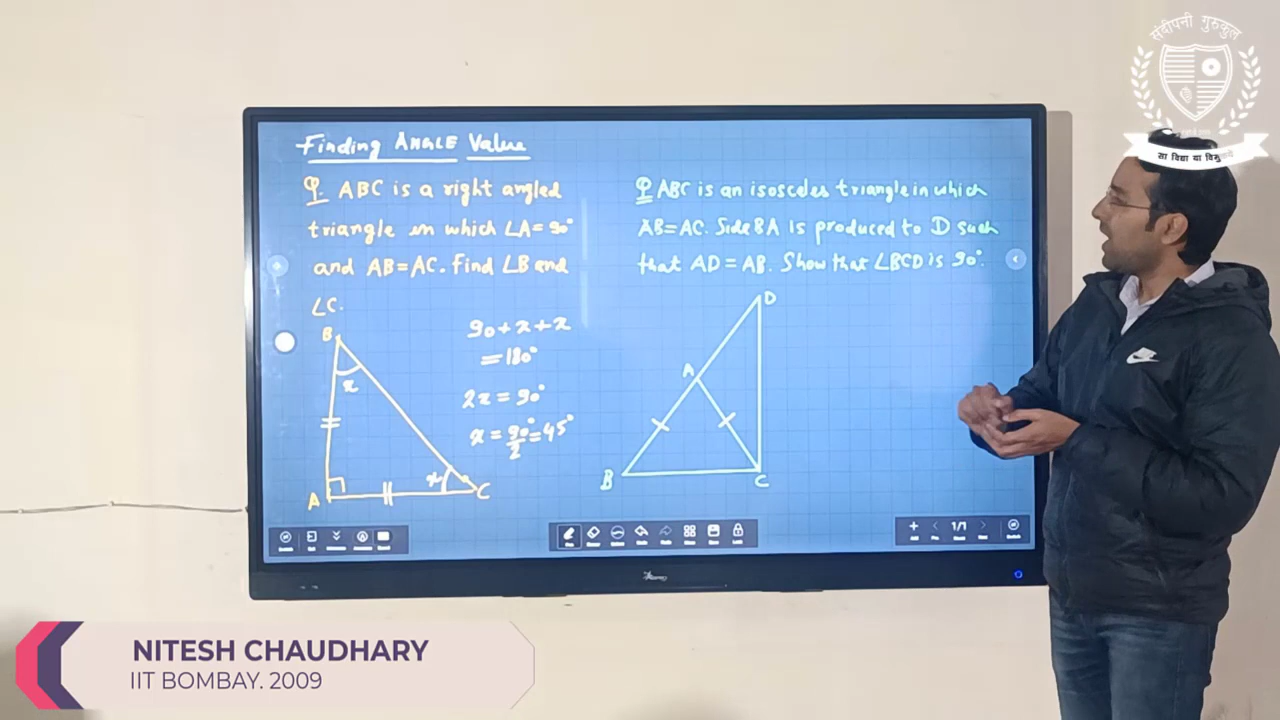 संदीपनी गुरुकुल
सा विद्या या विमुक्तये
Finding ANGLE Value
Q. ABC is a right angled
triangle in which ∠A = 90°
and AB = AC. Find ∠B and
∠C.
B
x
A
x
C
90 + x + x
= 180°
2x = 90°
x = 90°/2 = 45°
Q ABC is an isosceles triangle in which
AB = AC. Side BA is produced to D such
that AD = AB. Show that ∠BCD is 90°.
D
A
B
C
1/1
NITESH CHAUDHARY
IIT BOMBAY. 2009